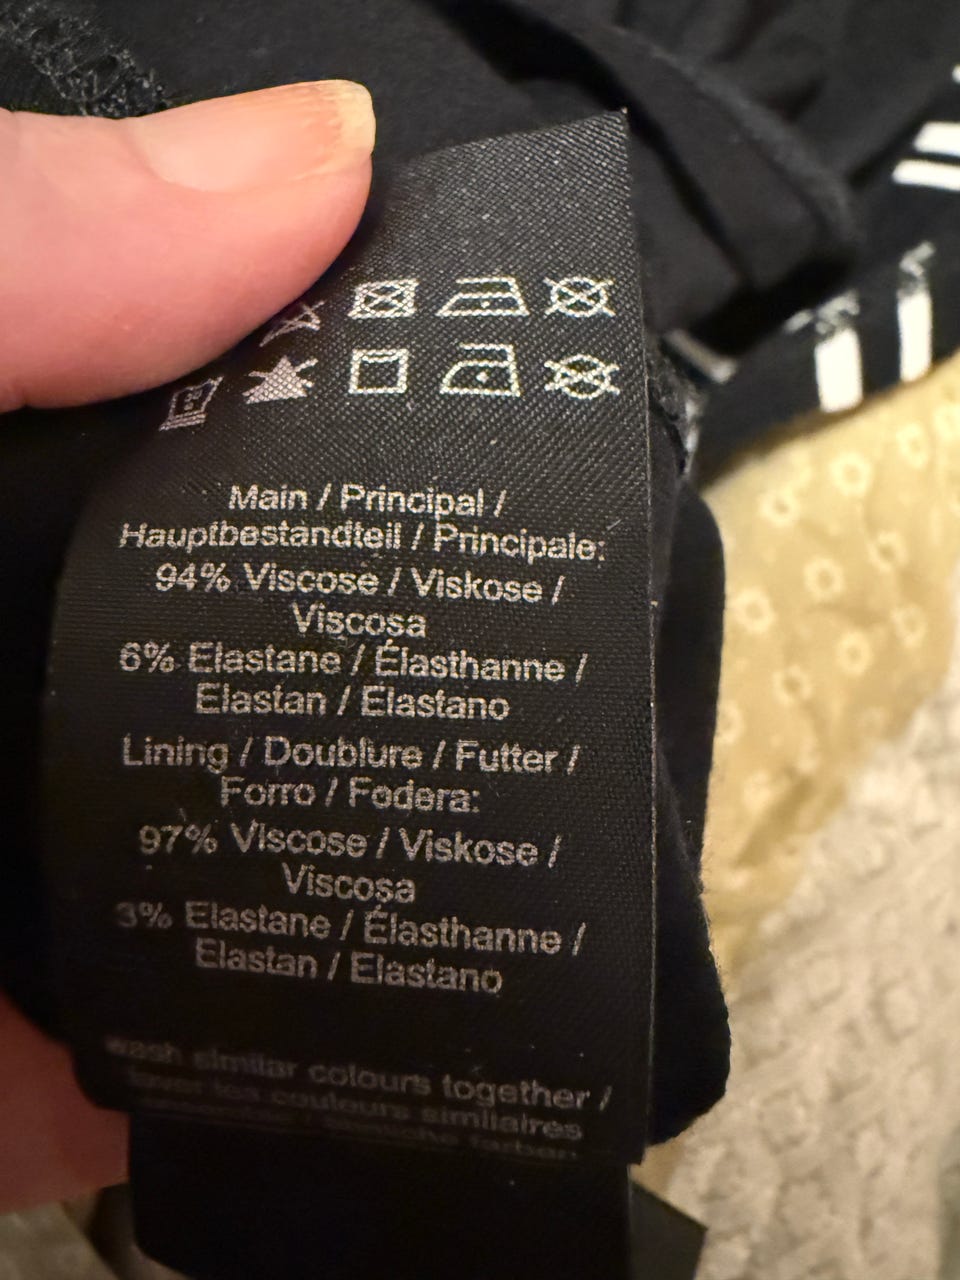 Main / Principal /
Hauptbestandteil / Principale:
94% Viscose / Viskose /
Viscosa
6% Elastane / Élasthanne /
Elastan / Elastano
Lining / Doublure / Futter /
Forro / Fodera:
97% Viscose / Viskose /
Viscosa
3% Elastane / Élasthanne /
Elastan / Elastano
wash similar colours together /
laver les couleurs similaires
farben